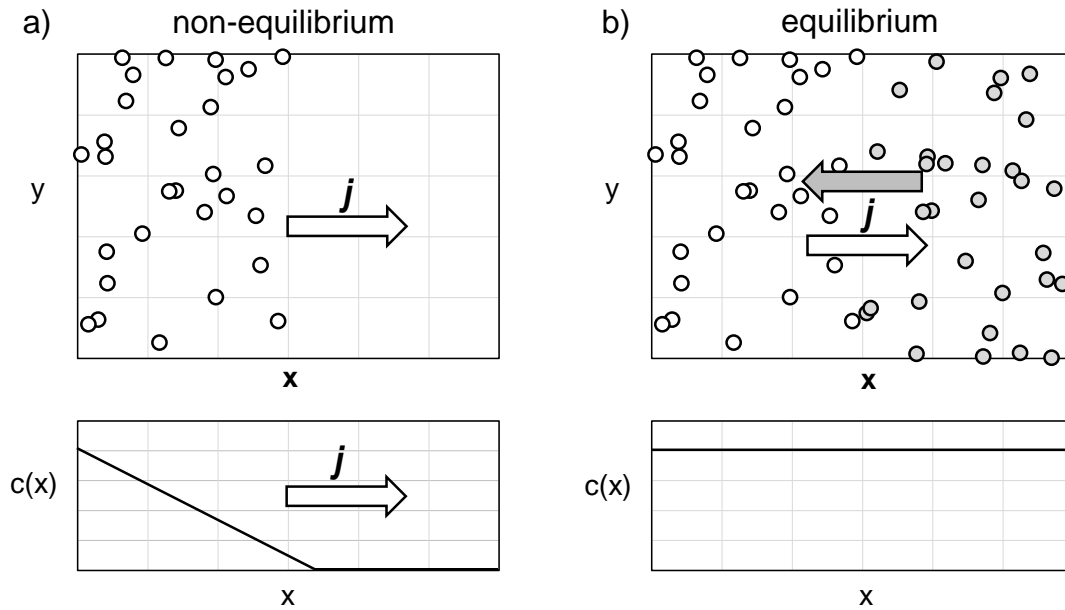 a) non-equilibrium
y
j
x
c(x)
j
x
b) equilibrium
y
j
x
c(x)
x